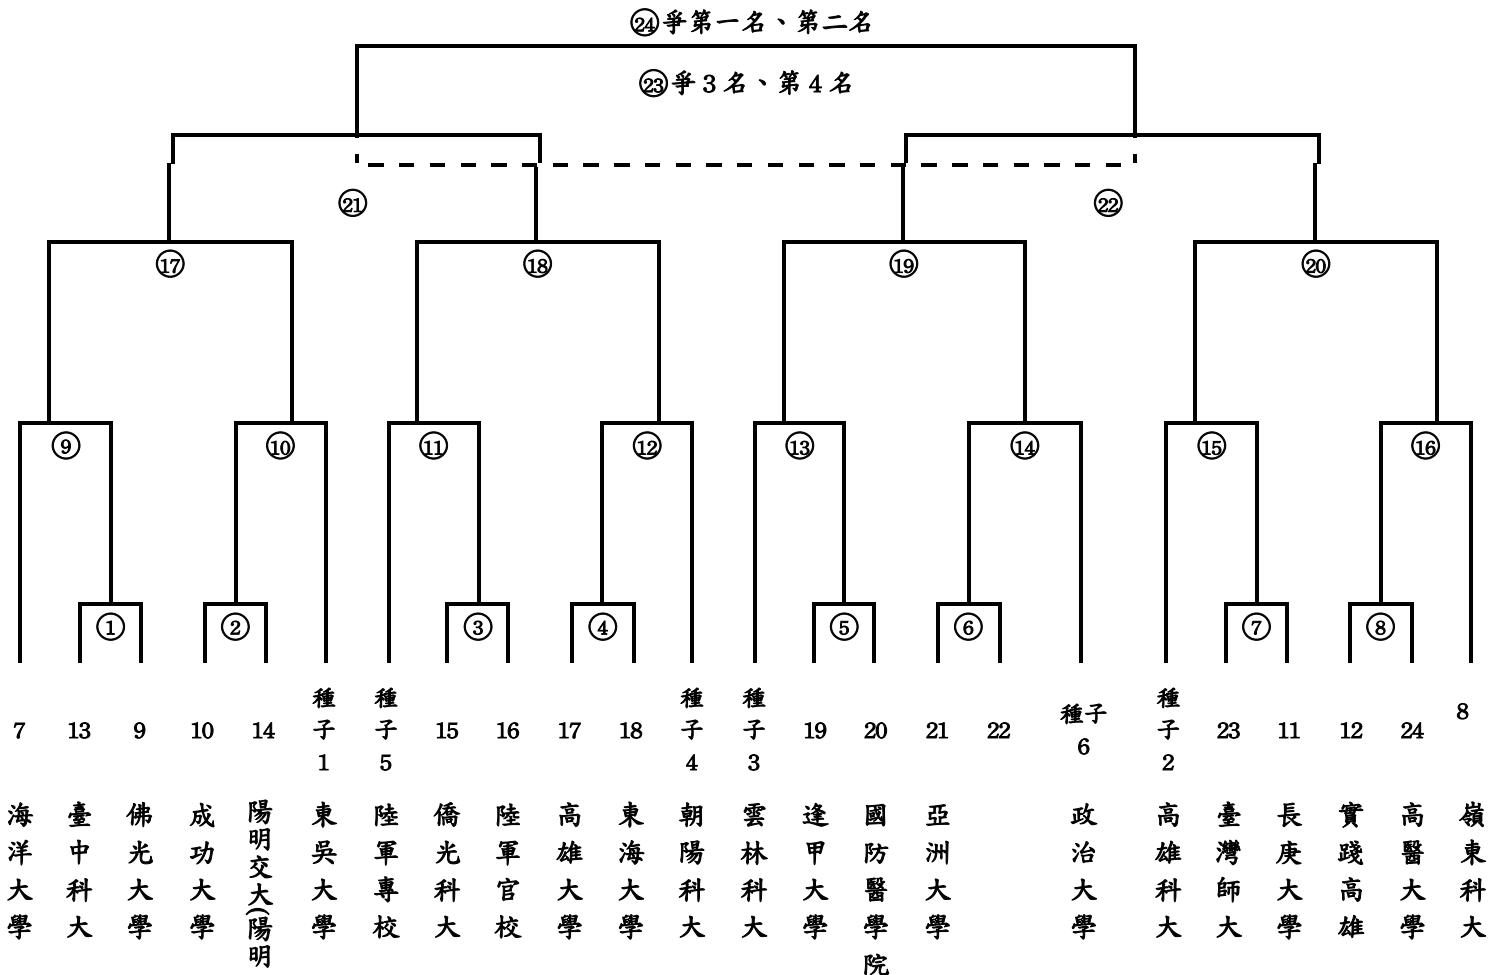 ㉔爭第一名、第二名
㉓爭3名、第4名
㉑ ㉒
⑰ ⑱ ⑲ ⑳
⑨ ⑩ ⑪ ⑫ ⑬ ⑭ ⑮ ⑯
① ② ③ ④ ⑤ ⑥ ⑦ ⑧
7 13 9 10 14 種子1 種子5 15 16 17 18 種子4 種子3 19 20 21 22 種子6 種子2 23 11 12 24 8
海洋大學
臺中科大
佛光大學
成功大學
陽明交大(陽明
東吳大學
陸軍專校
僑光科大
陸軍官校
高雄大學
東海大學
朝陽科大
雲林科大
逢甲大學
國防醫學院
亞洲大學
政治大學
高雄科大
臺灣師大
長庚大學
實踐高雄
高醫大學
嶺東科大